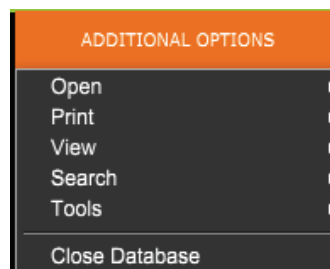 ADDITIONAL OPTIONS
Open
Print
View
Search
Tools
Close Database